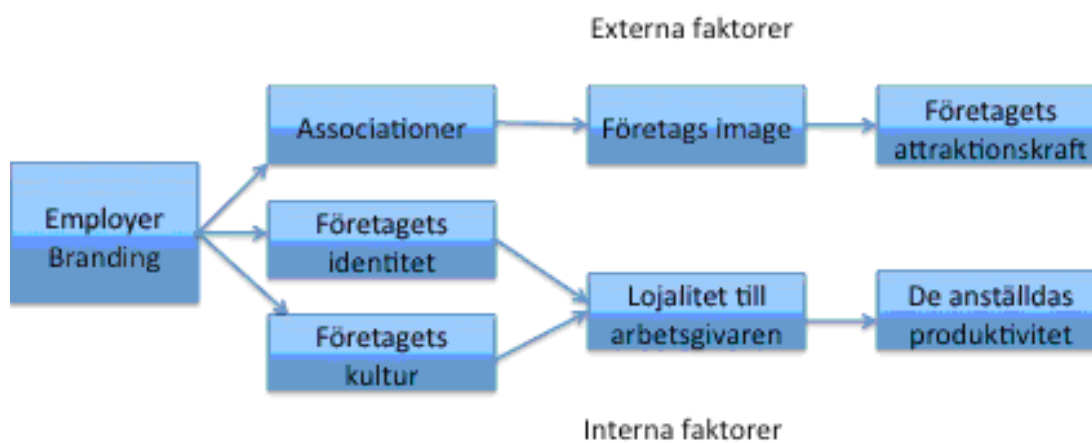 Externa faktorer
Associationer
Företags image
Företagets
attraktionskraft
Employer
Branding
Företagets
identitet
Lojalitet till
arbetsgivaren
De anställdas
produktivitet
Företagets
kultur
Interna faktorer